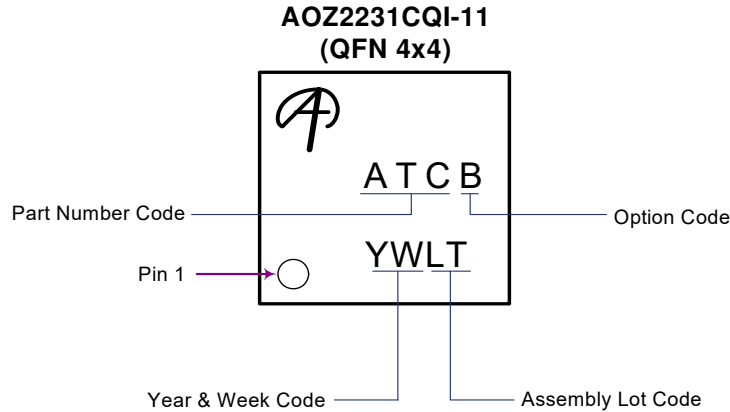 AOZ2231CQI-11
(QFN 4x4)
ATCB
Part Number Code
Option Code
YWLT
Pin 1
Year & Week Code
Assembly Lot Code